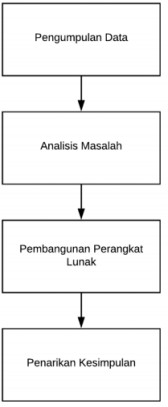 Pengumpulan Data
Analisis Masalah
Pembangunan Perangkat
Lunak
Penarikan Kesimpulan